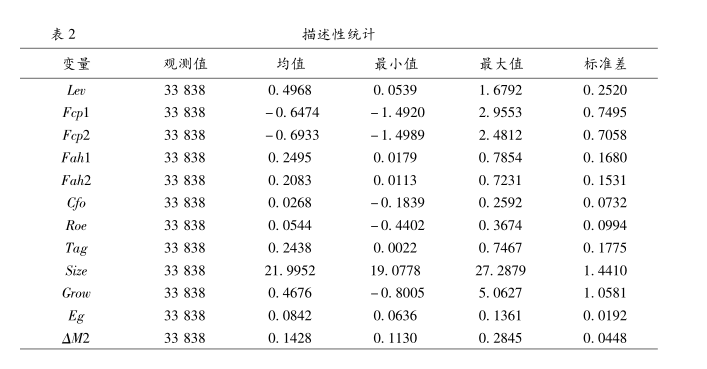 表 2 描述性统计
变量 观测值 均值 最小值 最大值 标准差
Lev 33 838 0. 4968 0. 0539 1. 6792 0. 2520
Fcp1 33 838 -0. 6474 -1. 4920 2. 9553 0. 7495
Fcp2 33 838 -0. 6933 -1. 4989 2. 4812 0. 7058
Fah1 33 838 0. 2495 0. 0179 0. 7854 0. 1680
Fah2 33 838 0. 2083 0. 0113 0. 7231 0. 1531
Cfo 33 838 0. 0268 -0. 1839 0. 2592 0. 0732
Roe 33 838 0. 0544 -0. 4402 0. 3674 0. 0994
Tag 33 838 0. 2438 0. 0022 0. 7467 0. 1775
Size 33 838 21. 9952 19. 0778 27. 2879 1. 4410
Grow 33 838 0. 4676 -0. 8005 5. 0627 1. 0581
Eg 33 838 0. 0842 0. 0636 0. 1361 0. 0192
ΔM2 33 838 0. 1428 0. 1130 0. 2845 0. 0448